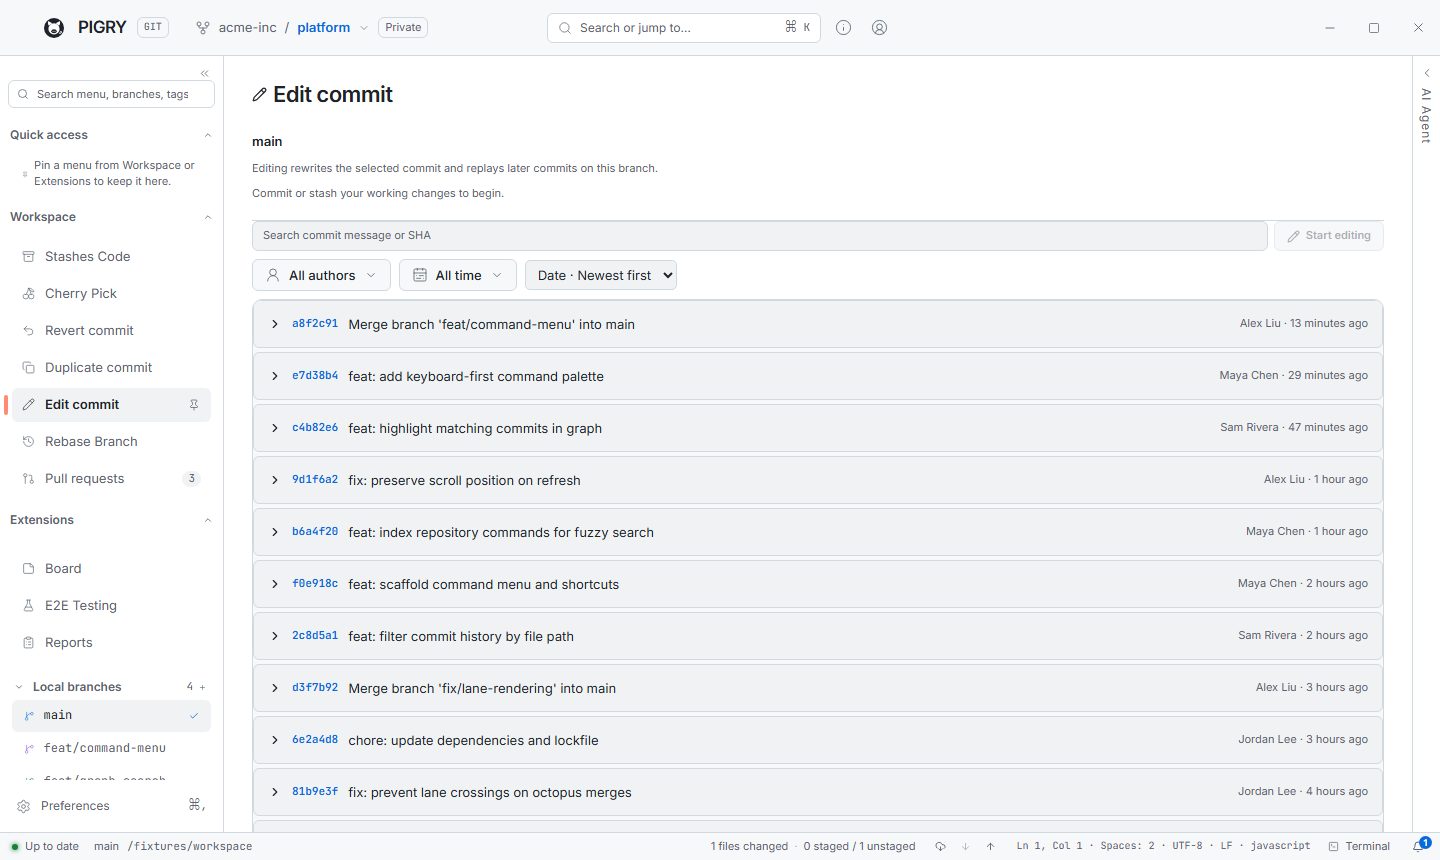 PIGRY GIT acme-inc / platform Private Search or jump to... ⌘ K
Search menu, branches, tags
Quick access
Pin a menu from Workspace or
Extensions to keep it here.
Workspace
Stashes Code
Cherry Pick
Revert commit
Duplicate commit
Edit commit
Rebase Branch
Pull requests 3
Extensions
Board
E2E Testing
Reports
Local branches 4 +
main
feat/command-menu
feat/graph-search
Preferences ⌘,
Edit commit
main
Editing rewrites the selected commit and replays later commits on this branch.
Commit or stash your working changes to begin.
Search commit message or SHA Start editing
All authors All time Date · Newest first
a8f2c91 Merge branch 'feat/command-menu' into main Alex Liu · 13 minutes ago
e7d38b4 feat: add keyboard-first command palette Maya Chen · 29 minutes ago
c4b82e6 feat: highlight matching commits in graph Sam Rivera · 47 minutes ago
9d1f6a2 fix: preserve scroll position on refresh Alex Liu · 1 hour ago
b6a4f20 feat: index repository commands for fuzzy search Maya Chen · 1 hour ago
f0e918c feat: scaffold command menu and shortcuts Maya Chen · 2 hours ago
2c8d5a1 feat: filter commit history by file path Sam Rivera · 2 hours ago
d3f7b92 Merge branch 'fix/lane-rendering' into main Alex Liu · 3 hours ago
6e2a4d8 chore: update dependencies and lockfile Jordan Lee · 3 hours ago
81b9e3f fix: prevent lane crossings on octopus merges Jordan Lee · 4 hours ago
AI Agent
Up to date main /fixtures/workspace 1 files changed · 0 staged / 1 unstaged Ln 1, Col 1 · Spaces: 2 · UTF-8 · LF · javascript Terminal 1